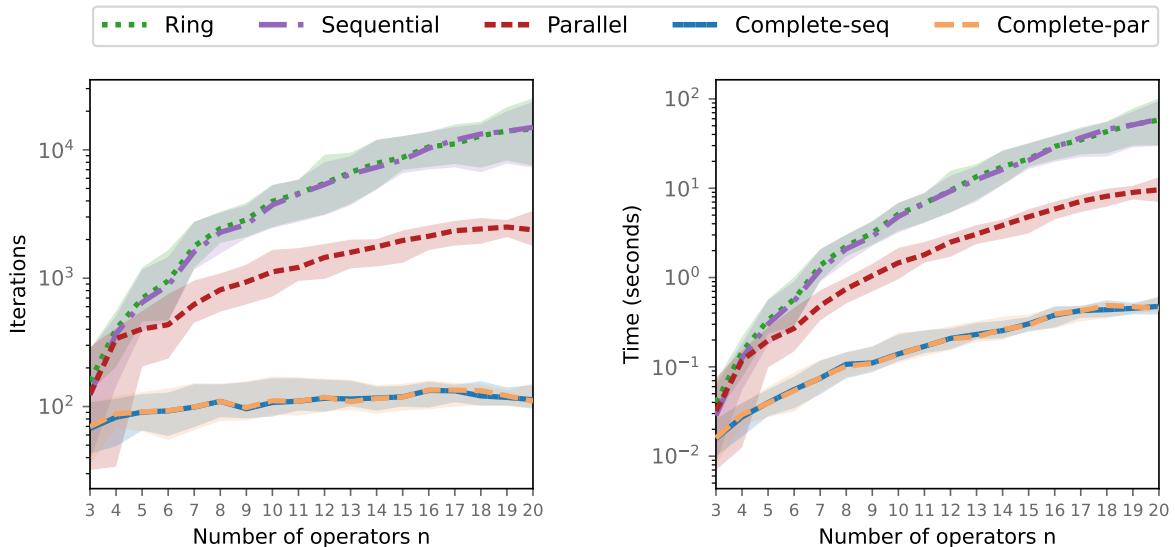 Ring Sequential Parallel Complete-seq Complete-par
Iterations
10^4
10^3
10^2
3 4 5 6 7 8 9 10 11 12 13 14 15 16 17 18 19 20
Number of operators n
Time (seconds)
10^2
10^1
10^0
10^−1
10^−2
3 4 5 6 7 8 9 10 11 12 13 14 15 16 17 18 19 20
Number of operators n